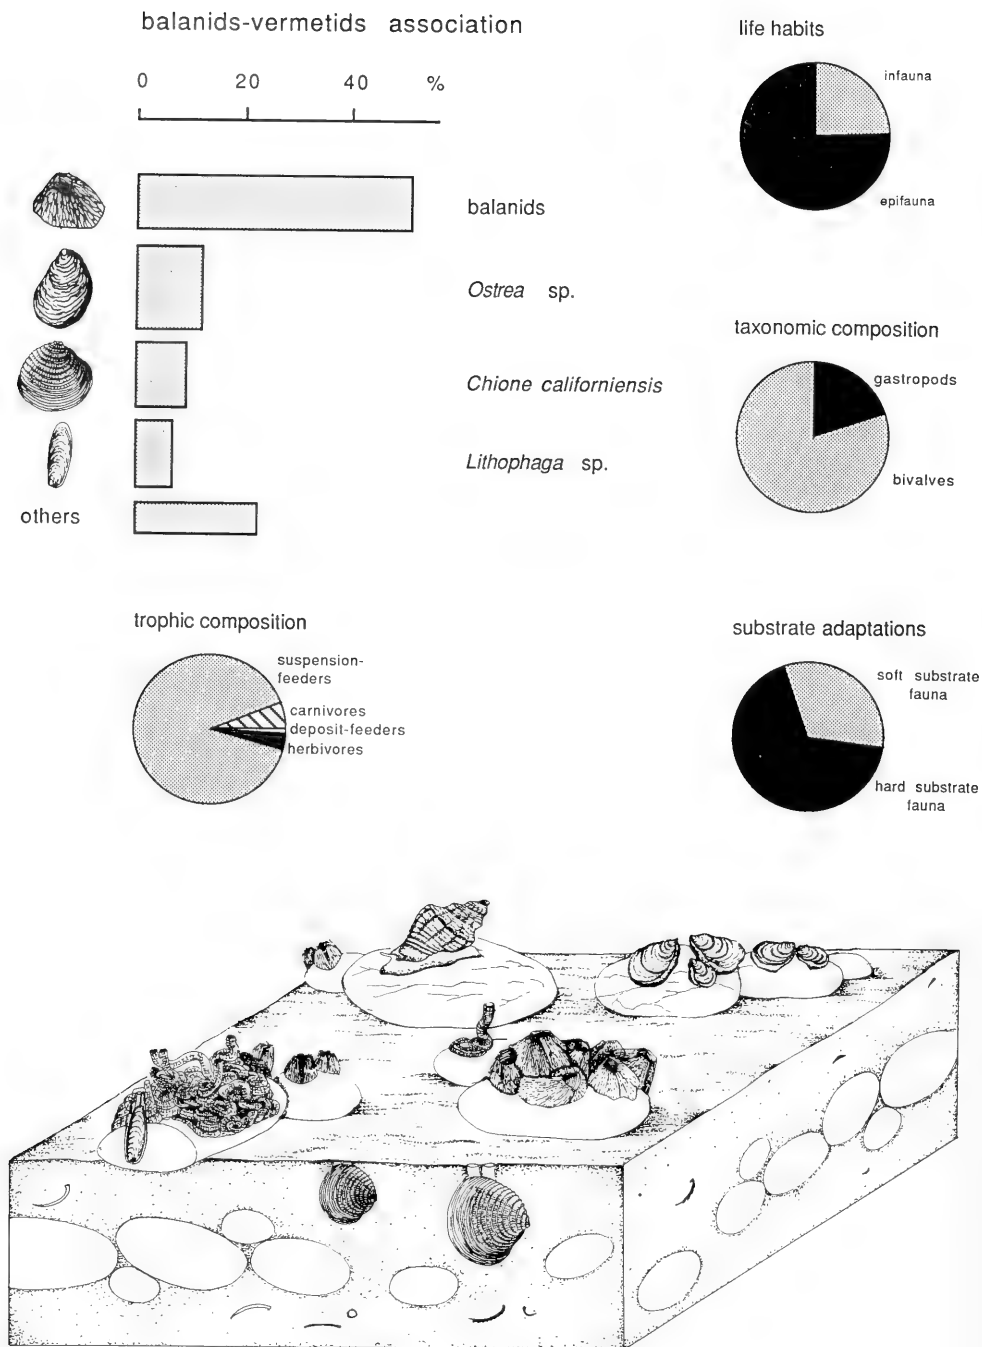 balanids-vermetids association
0 20 40 %
balanids
Ostrea sp.
Chione californiensis
Lithophaga sp.
others
life habits
infauna
epifauna
taxonomic composition
gastropods
bivalves
trophic composition
suspension-
feeders
carnivores
deposit-feeders
herbivores
substrate adaptations
soft substrate
fauna
hard substrate
fauna